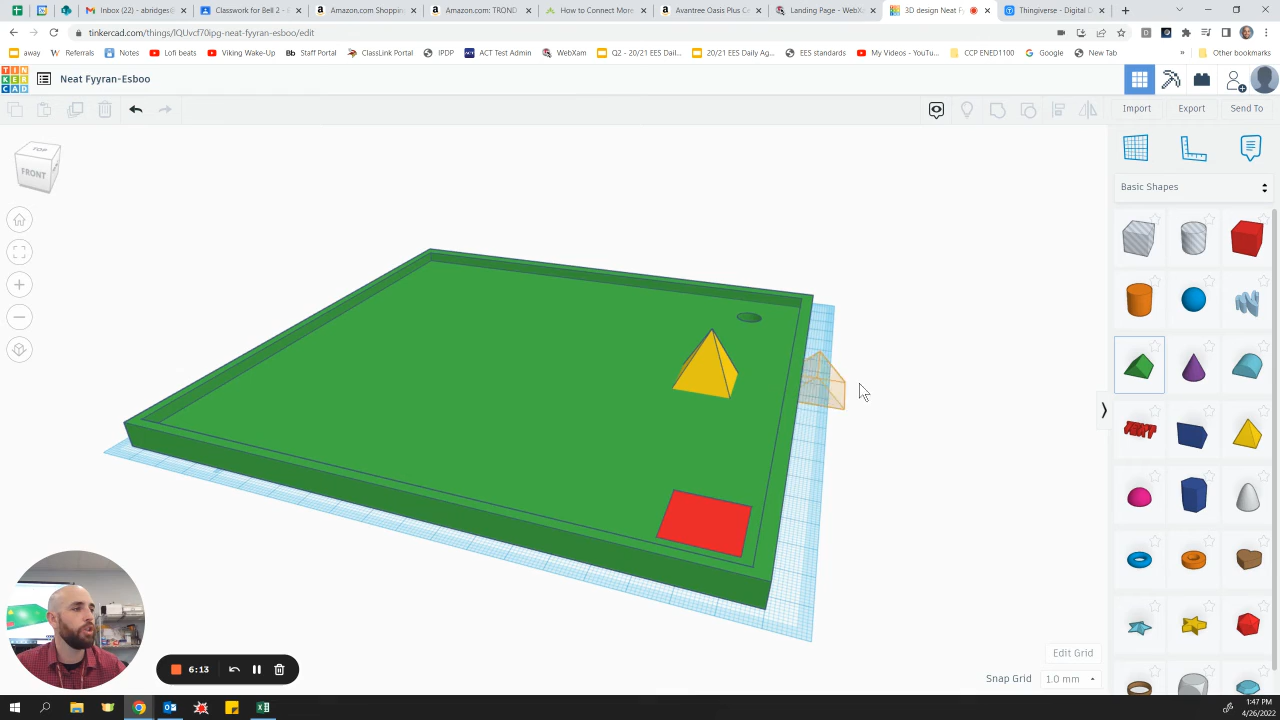 Inbox (22) - abridges@
Classwork for Bell 2 - P
Amazon.com Shopping
Amazon.com: TROND
How to Connect More
Avantee Oasis Plus Co
Landing Page - WebXa
3D design Neat F
Thingiverse - Digital D
tinkercad.com/things/lQUvcf70lpg-neat-fyyran-esboo/edit
away
Referrals
Notes
Lofi beats
Viking Wake-Up
Staff Portal
ClassLink Portal
IPDP
ACT Test Admin
WebXam
Q2 - 20/21 EES Dail...
20/21 EES Daily Ag...
EES standards
My Videos - YouTu...
CCP ENED1100
Google
New Tab
»
Other bookmarks
TIN
KER
CAD
Neat Fyyran-Esboo
Import
Export
Send To
TOP
FRONT
Basic Shapes
TEXT
Edit Grid
Snap Grid
1.0 mm
6:13
1:47 PM
4/26/2022